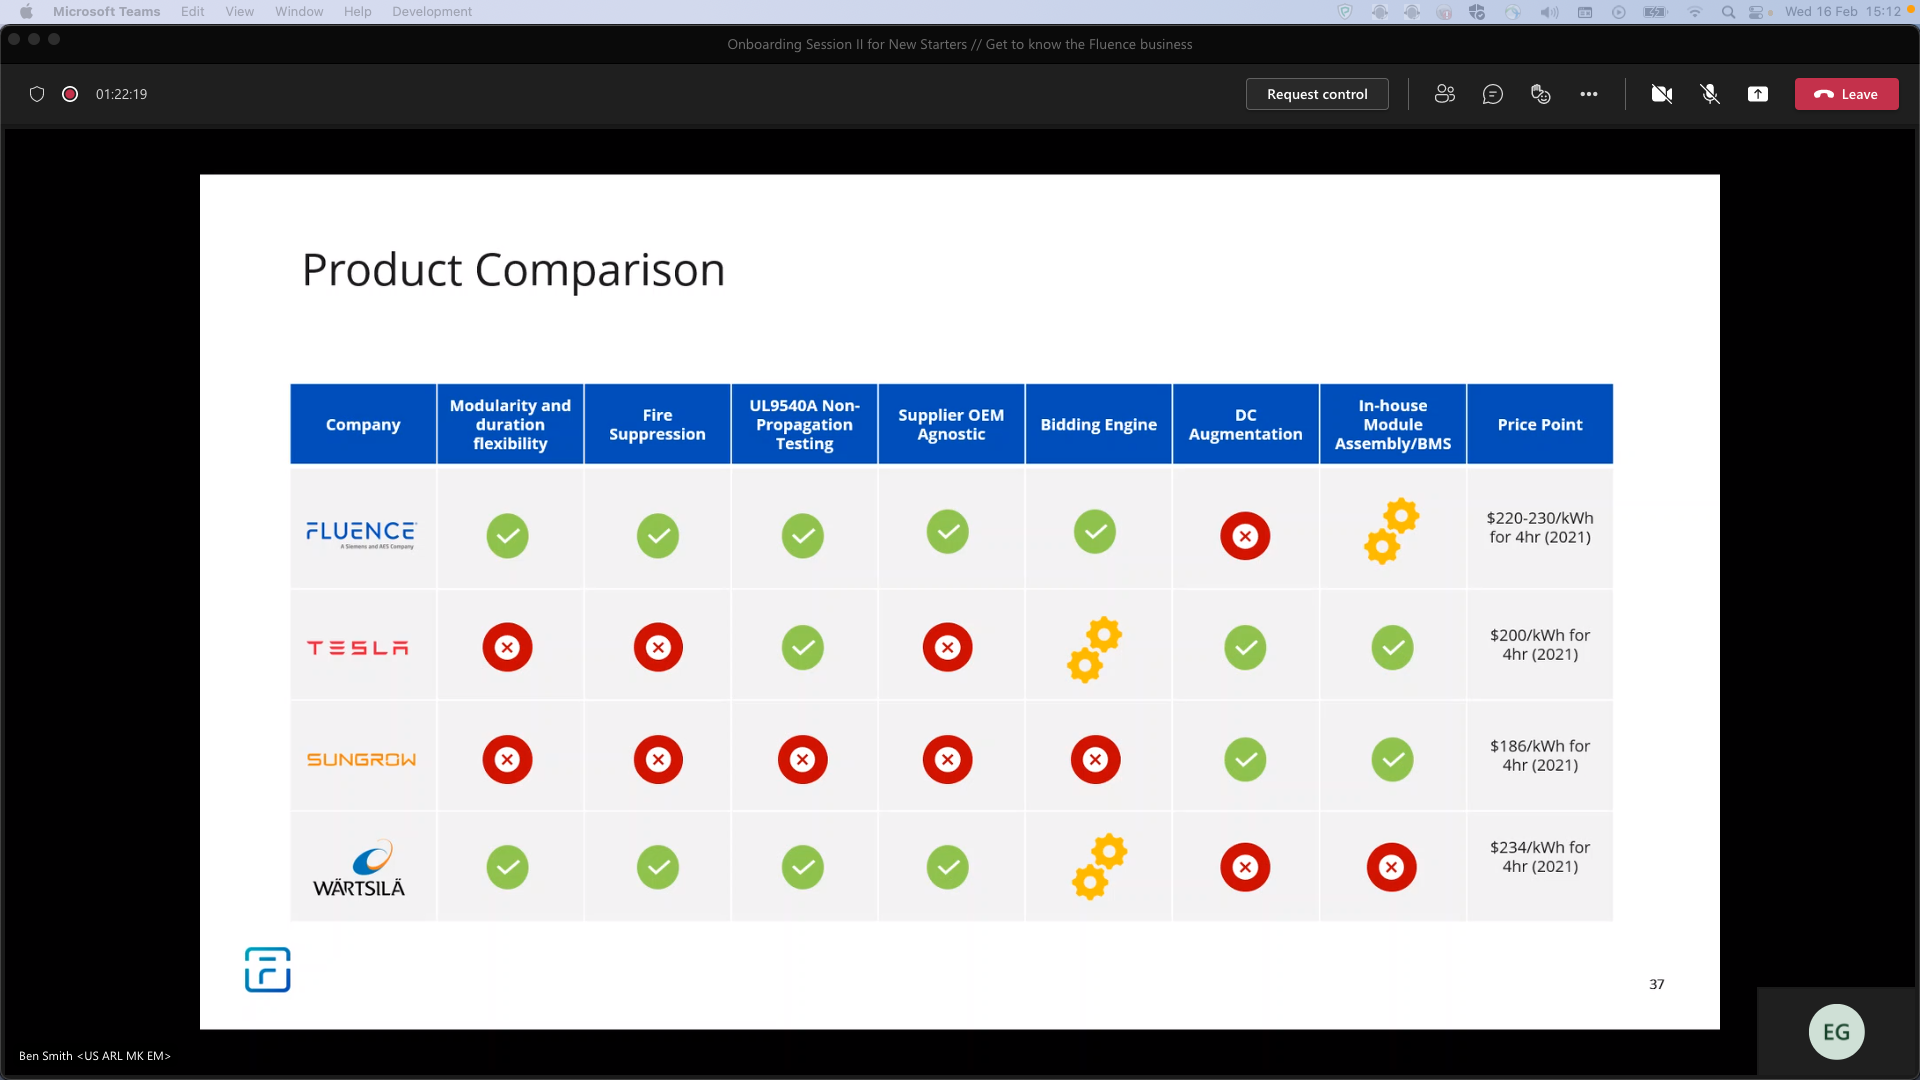 Microsoft Teams Edit View Window Help Development Wed 16 Feb 15:12
Onboarding Session II for New Starters // Get to know the Fluence business
01:22:19 Request control Leave
Product Comparison
Company
Modularity and
duration
flexibility
Fire
Suppression
UL9540A Non-
Propagation
Testing
Supplier OEM
Agnostic
Bidding Engine
DC
Augmentation
In-house
Module
Assembly/BMS
Price Point
FLUENCE
A Siemens and AES Company
$220-230/kWh
for 4hr (2021)
TESLA
$200/kWh for
4hr (2021)
SUNGROW
$186/kWh for
4hr (2021)
WÄRTSILÄ
$234/kWh for
4hr (2021)
37
EG
Ben Smith <US ARL MK EM>